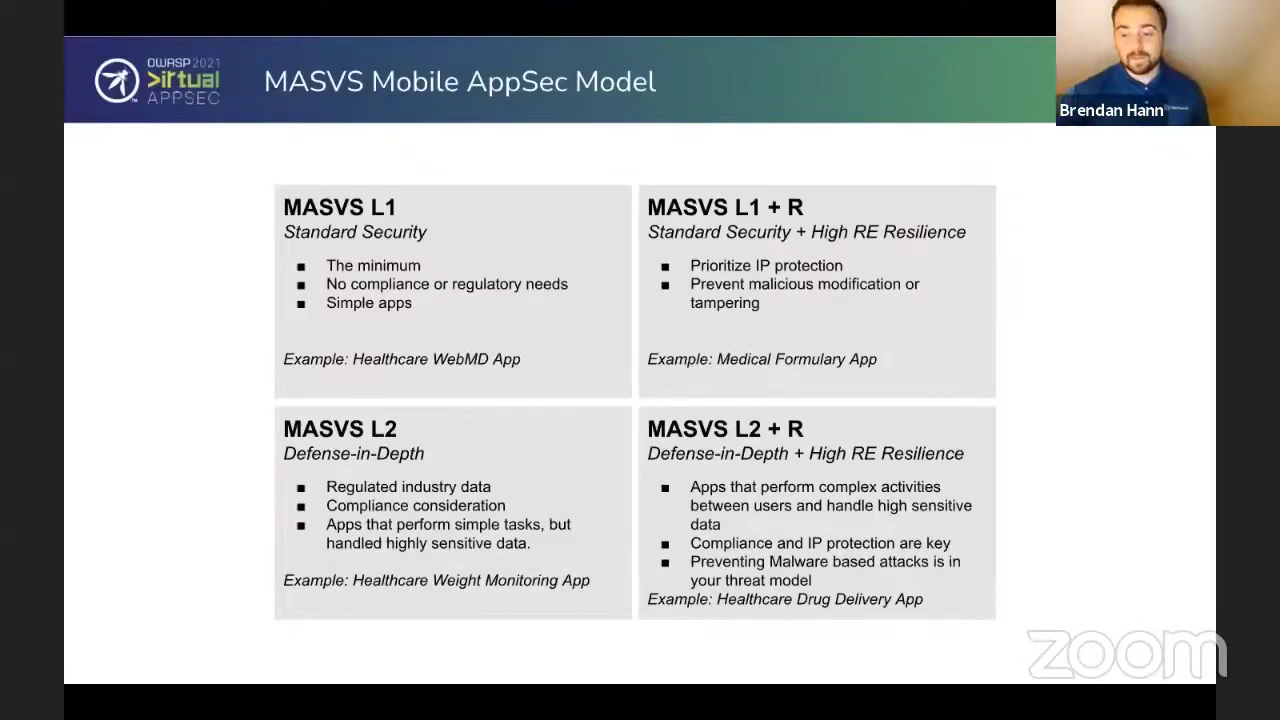 OWASP 2021
>irtual
APPSEC
MASVS Mobile AppSec Model
Brendan Hann
MASVS L1
Standard Security
■ The minimum
■ No compliance or regulatory needs
■ Simple apps
Example: Healthcare WebMD App
MASVS L1 + R
Standard Security + High RE Resilience
■ Prioritize IP protection
■ Prevent malicious modification or
tampering
Example: Medical Formulary App
MASVS L2
Defense-in-Depth
■ Regulated industry data
■ Compliance consideration
■ Apps that perform simple tasks, but
handled highly sensitive data.
Example: Healthcare Weight Monitoring App
MASVS L2 + R
Defense-in-Depth + High RE Resilience
■ Apps that perform complex activities
between users and handle high sensitive
data
■ Compliance and IP protection are key
■ Preventing Malware based attacks is in
your threat model
Example: Healthcare Drug Delivery App
zoom